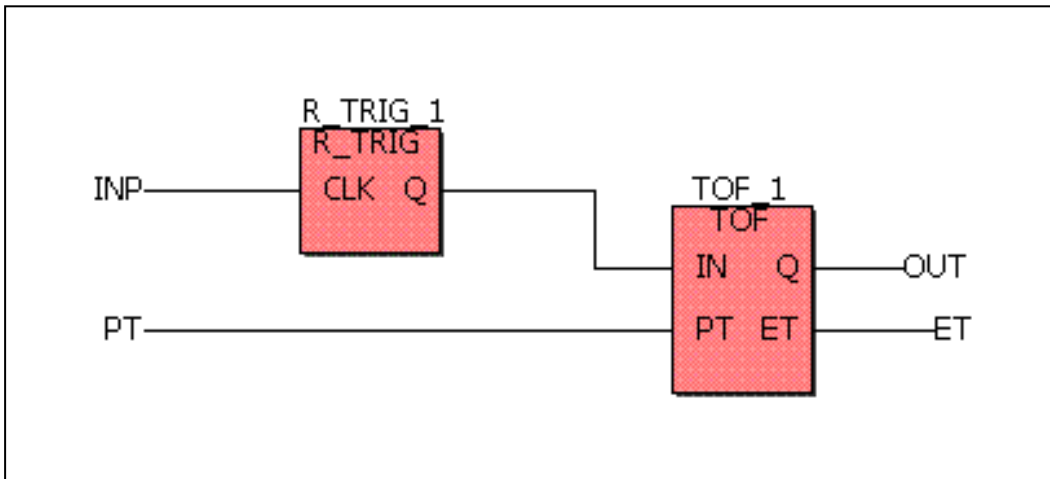 R_TRIG_1
R_TRIG
INP CLK Q
TOF_1
TOF
IN Q OUT
PT PT ET ET